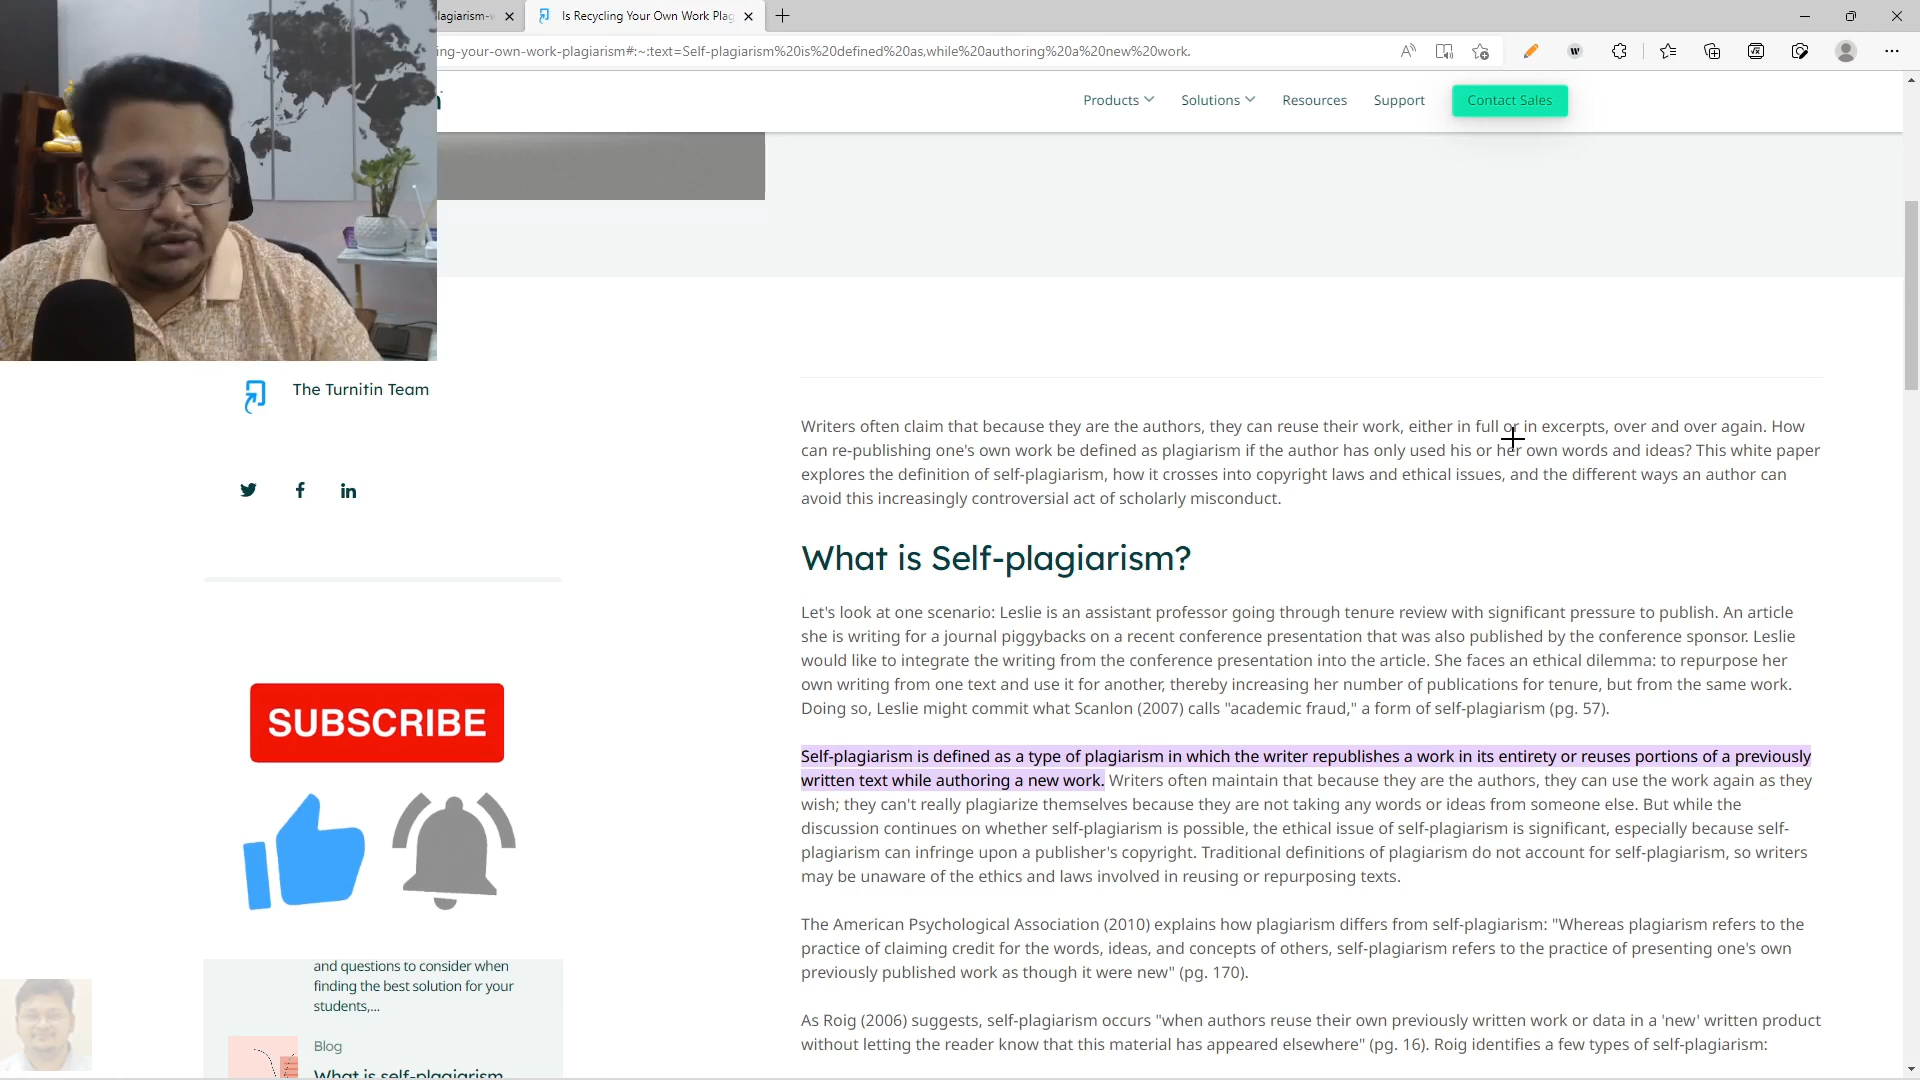 lagiarism-
Is Recycling Your Own Work Plag
ing-your-own-work-plagiarism#:~:text=Self-plagiarism%20is%20defined%20as,while%20authoring%20a%20new%20work.
Products
Solutions
Resources
Support
Contact Sales
The Turnitin Team
Writers often claim that because they are the authors, they can reuse their work, either in full or in excerpts, over and over again. How
can re-publishing one's own work be defined as plagiarism if the author has only used his or her own words and ideas? This white paper
explores the definition of self-plagiarism, how it crosses into copyright laws and ethical issues, and the different ways an author can
avoid this increasingly controversial act of scholarly misconduct.
What is Self-plagiarism?
Let's look at one scenario: Leslie is an assistant professor going through tenure review with significant pressure to publish. An article
she is writing for a journal piggybacks on a recent conference presentation that was also published by the conference sponsor. Leslie
would like to integrate the writing from the conference presentation into the article. She faces an ethical dilemma: to repurpose her
own writing from one text and use it for another, thereby increasing her number of publications for tenure, but from the same work.
Doing so, Leslie might commit what Scanlon (2007) calls "academic fraud," a form of self-plagiarism (pg. 57).
Self-plagiarism is defined as a type of plagiarism in which the writer republishes a work in its entirety or reuses portions of a previously
written text while authoring a new work. Writers often maintain that because they are the authors, they can use the work again as they
wish; they can't really plagiarize themselves because they are not taking any words or ideas from someone else. But while the
discussion continues on whether self-plagiarism is possible, the ethical issue of self-plagiarism is significant, especially because self-
plagiarism can infringe upon a publisher's copyright. Traditional definitions of plagiarism do not account for self-plagiarism, so writers
may be unaware of the ethics and laws involved in reusing or repurposing texts.
The American Psychological Association (2010) explains how plagiarism differs from self-plagiarism: "Whereas plagiarism refers to the
practice of claiming credit for the words, ideas, and concepts of others, self-plagiarism refers to the practice of presenting one's own
previously published work as though it were new" (pg. 170).
As Roig (2006) suggests, self-plagiarism occurs "when authors reuse their own previously written work or data in a 'new' written product
without letting the reader know that this material has appeared elsewhere" (pg. 16). Roig identifies a few types of self-plagiarism:
SUBSCRIBE
and questions to consider when
finding the best solution for your
students,...
Blog
What is self-plagiarism